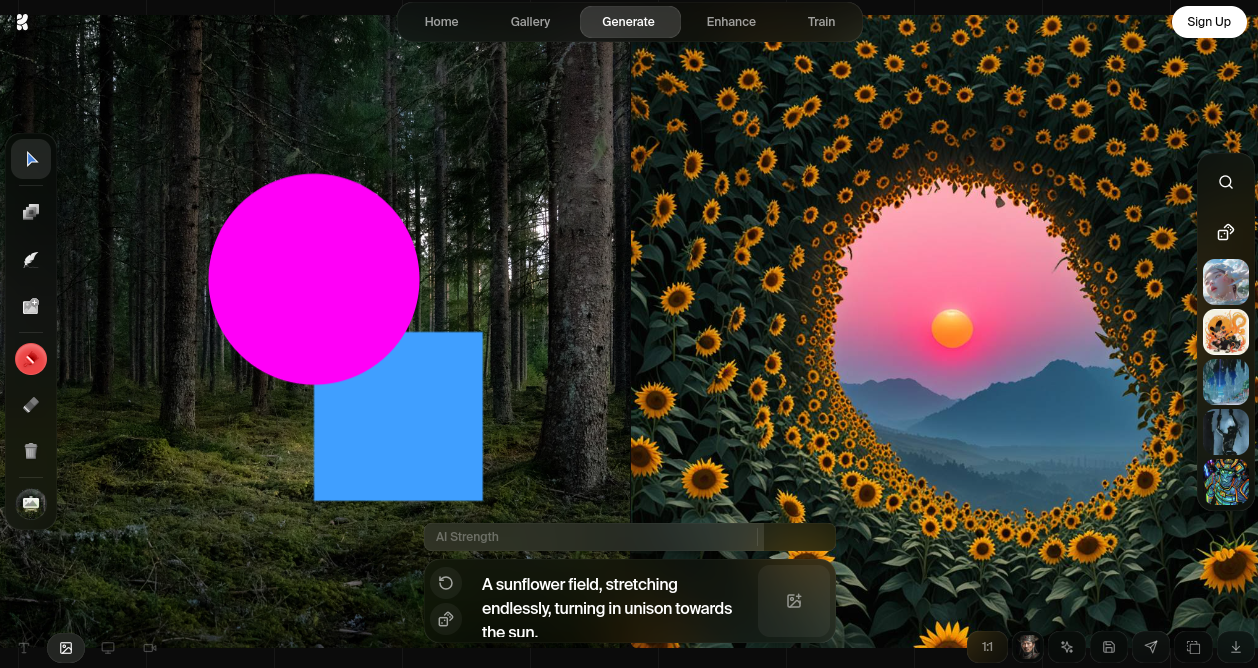 Home
Gallery
Generate
Enhance
Train
Sign Up
AI Strength
A sunflower field, stretching
endlessly, turning in unison towards
the sun.
T
1:1